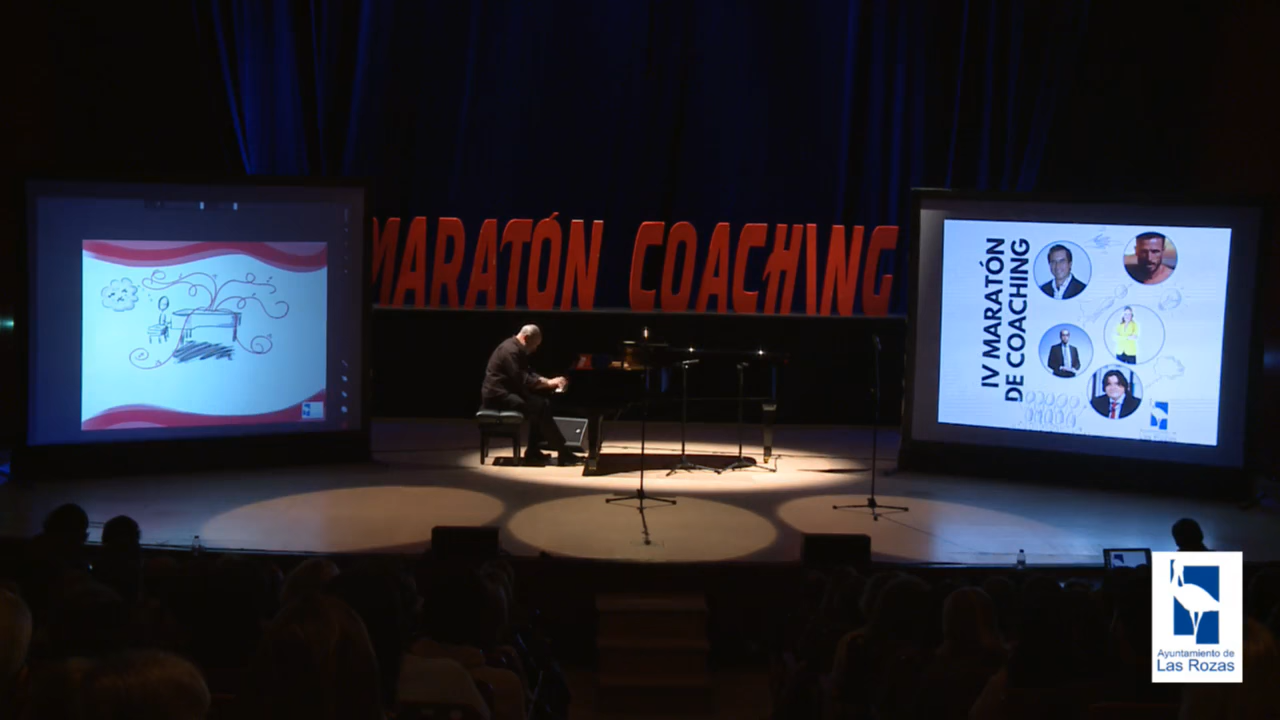 MARATÓN COACHING
IV MARATÓN
DE COACHING
Ayuntamiento de
Las Rozas